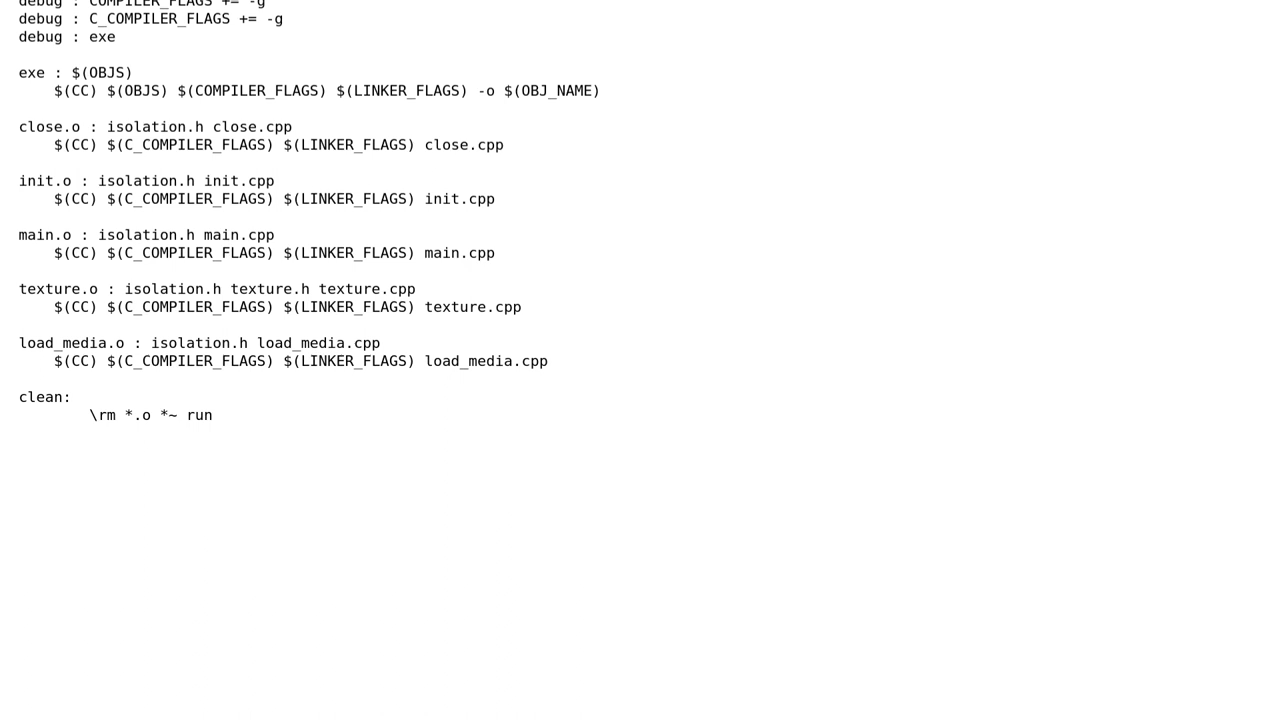 debug : COMPILER_FLAGS += -g
debug : C_COMPILER_FLAGS += -g
debug : exe

exe : $(OBJS)
    $(CC) $(OBJS) $(COMPILER_FLAGS) $(LINKER_FLAGS) -o $(OBJ_NAME)

close.o : isolation.h close.cpp
    $(CC) $(C_COMPILER_FLAGS) $(LINKER_FLAGS) close.cpp

init.o : isolation.h init.cpp
    $(CC) $(C_COMPILER_FLAGS) $(LINKER_FLAGS) init.cpp

main.o : isolation.h main.cpp
    $(CC) $(C_COMPILER_FLAGS) $(LINKER_FLAGS) main.cpp

texture.o : isolation.h texture.h texture.cpp
    $(CC) $(C_COMPILER_FLAGS) $(LINKER_FLAGS) texture.cpp

load_media.o : isolation.h load_media.cpp
    $(CC) $(C_COMPILER_FLAGS) $(LINKER_FLAGS) load_media.cpp

clean:
        \rm *.o *~ run